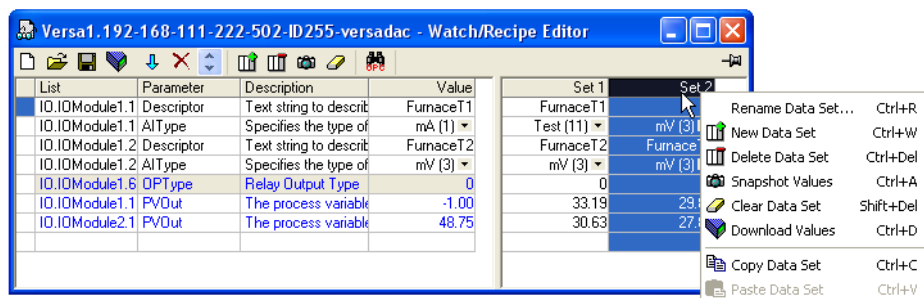 Versa1.192-168-111-222-502-ID255-versadac - Watch/Recipe Editor
OPC
List Parameter Description Value Set 1 Set 2
IO.IOModule1.1 Descriptor Text string to describ FurnaceT1 FurnaceT1
IO.IOModule1.1 AIType Specifies the type of mA (1) Test (11) mV (3)
IO.IOModule1.2 Descriptor Text string to describ FurnaceT2 FurnaceT2 Furnace
IO.IOModule1.2 AIType Specifies the type of mV (3) mV (3) mV (3)
IO.IOModule1.6 OPType Relay Output Type 0 0
IO.IOModule1.1 PVOut The process variable -1.00 33.19 29.
IO.IOModule2.1 PVOut The process variable 48.75 30.63 27.
Rename Data Set... Ctrl+R
New Data Set Ctrl+W
Delete Data Set Ctrl+Del
Snapshot Values Ctrl+A
Clear Data Set Shift+Del
Download Values Ctrl+D
Copy Data Set Ctrl+C
Paste Data Set Ctrl+V